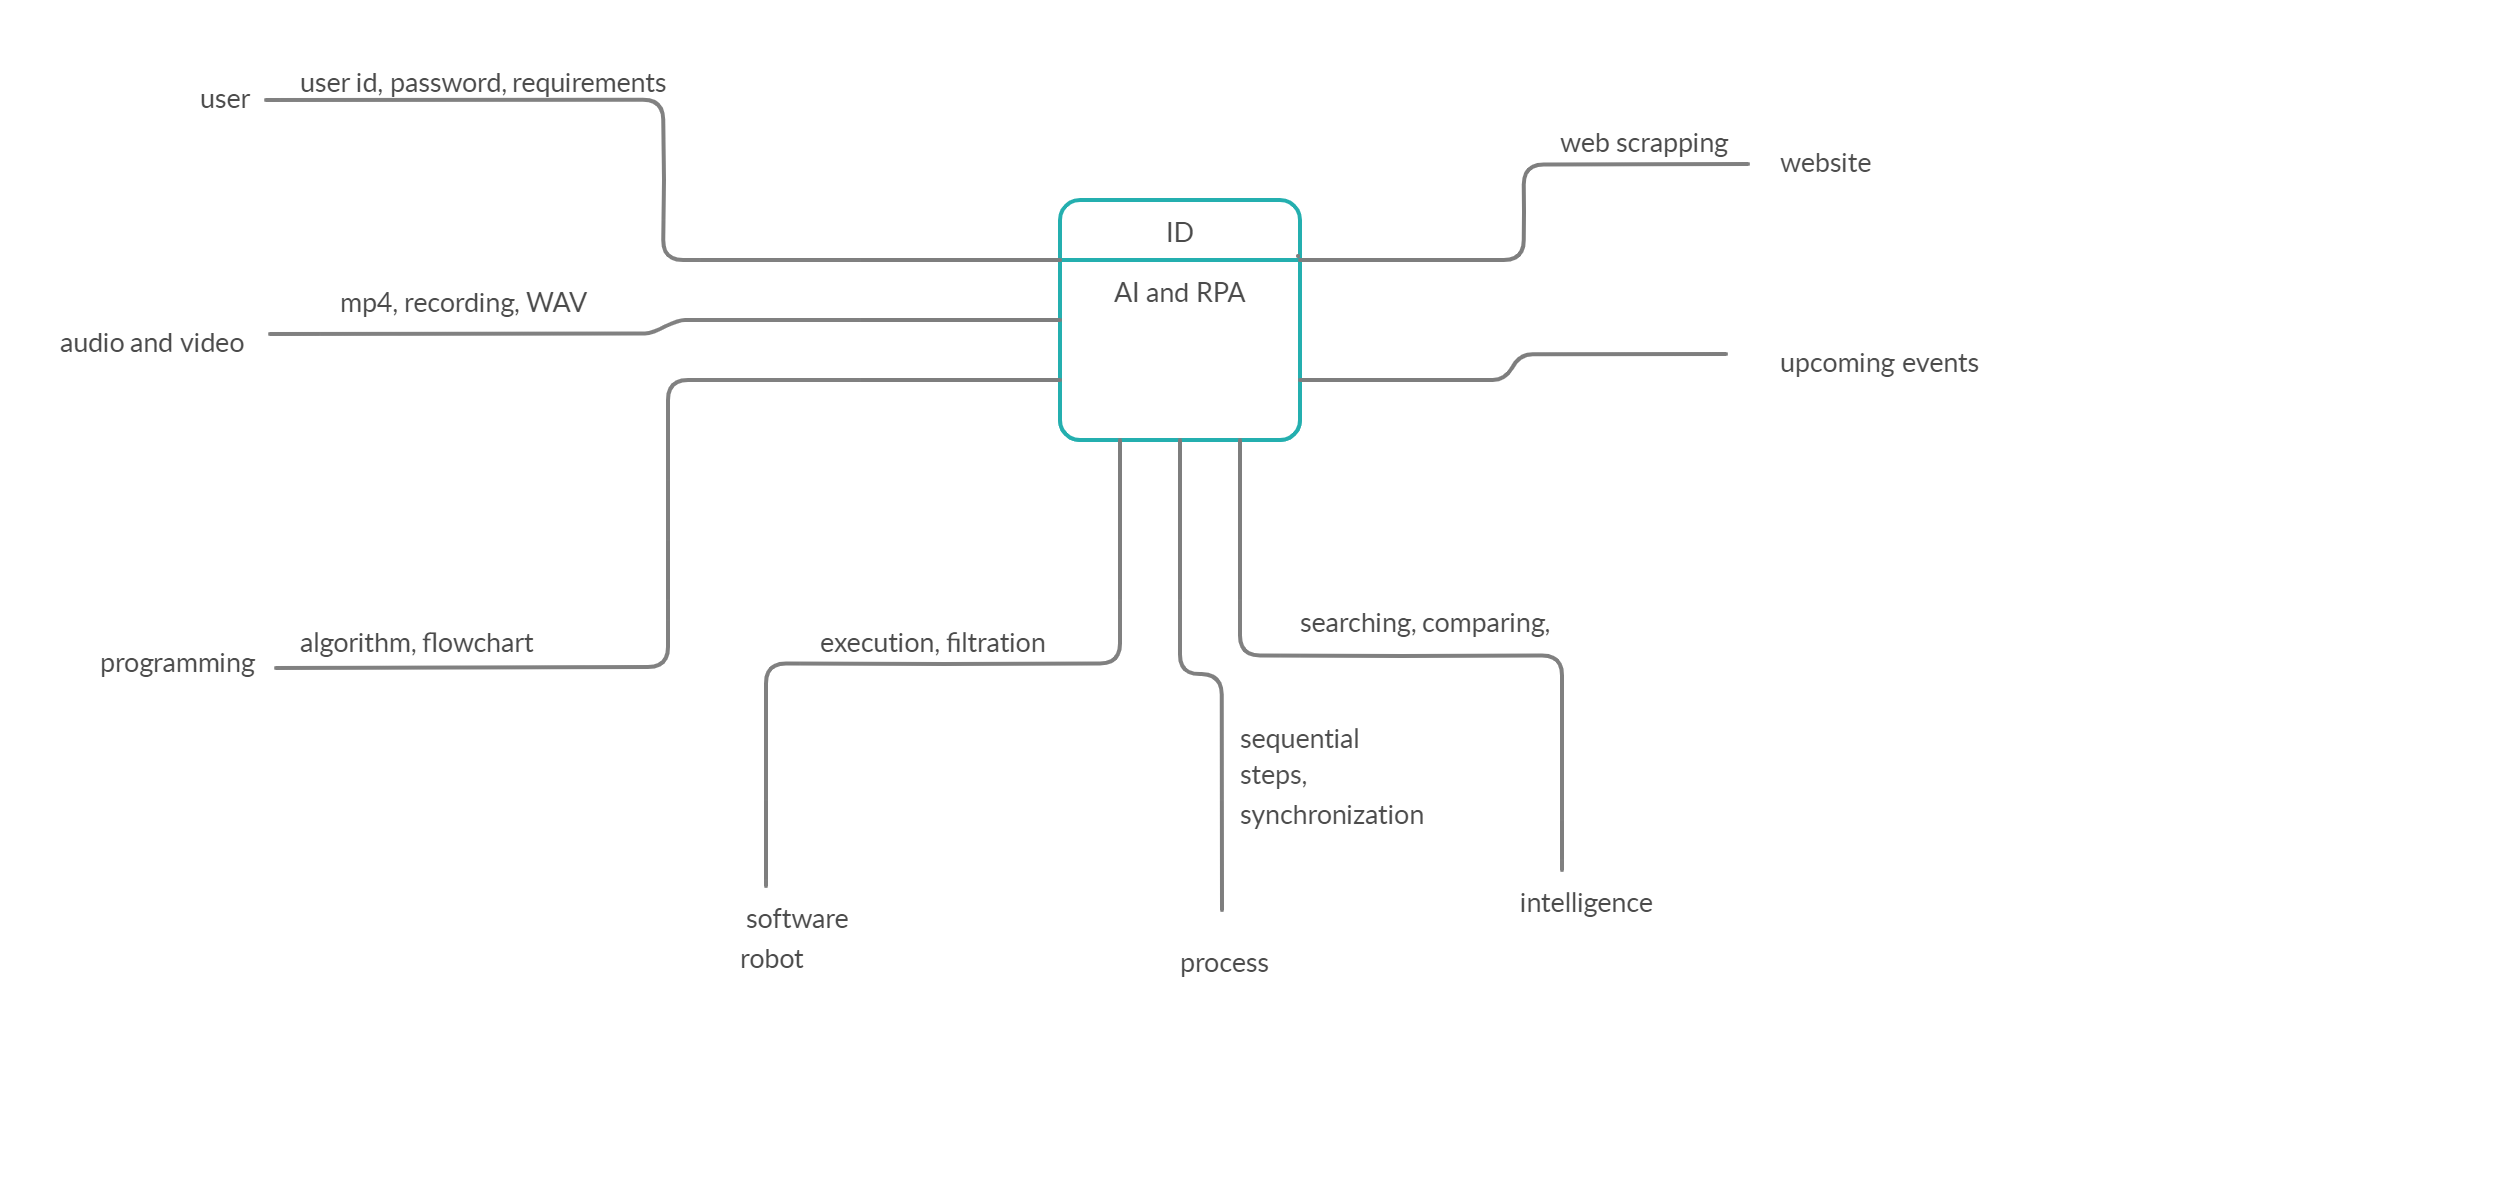 user id, password, requirements
user
web scrapping
website
ID
AI and RPA
mp4, recording, WAV
audio and video
upcoming events
algorithm, flowchart
programming
execution, filtration
searching, comparing,
sequential
steps,
synchronization
software
robot
process
intelligence